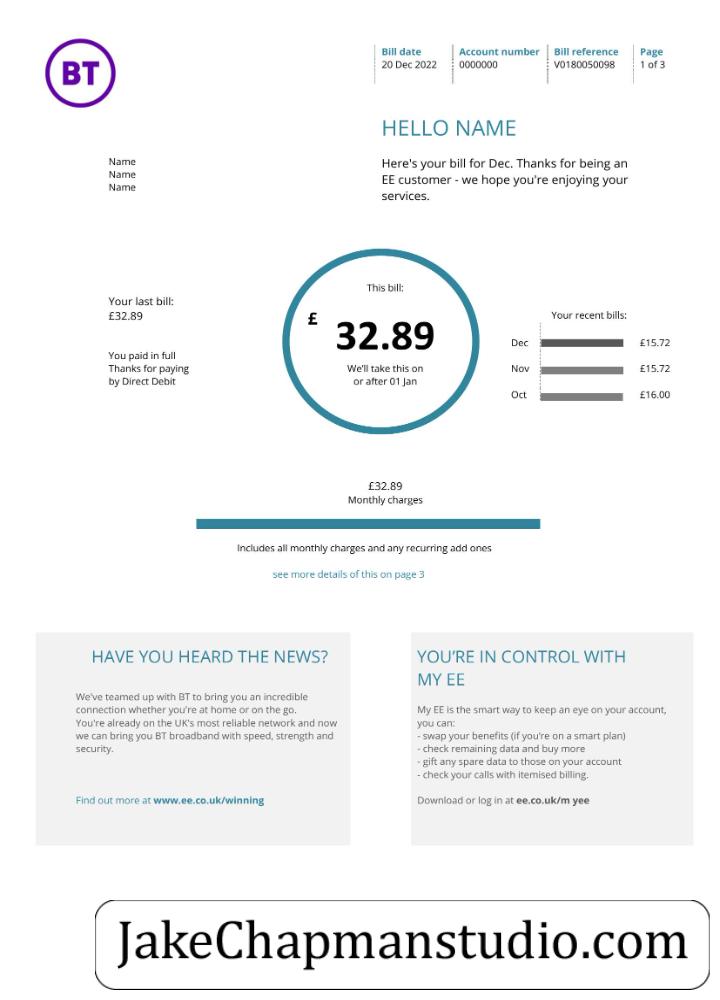 BT
Bill date Account number Bill reference Page
20 Dec 2022 0000000 V0180050098 1 of 3
HELLO NAME
Name
Name
Name
Here's your bill for Dec. Thanks for being an
EE customer - we hope you're enjoying your
services.
Your last bill:
£32.89
You paid in full
Thanks for paying
by Direct Debit
This bill:
£ 32.89
We'll take this on
or after 01 Jan
Your recent bills:
Dec £15.72
Nov £15.72
Oct £16.00
£32.89
Monthly charges
Includes all monthly charges and any recurring add ones
see more details of this on page 3
HAVE YOU HEARD THE NEWS?
We've teamed up with BT to bring you an incredible
connection whether you're at home or on the go.
You're already on the UK's most reliable network and now
we can bring you BT broadband with speed, strength and
security.
Find out more at www.ee.co.uk/winning
YOU'RE IN CONTROL WITH
MY EE
My EE is the smart way to keep an eye on your account,
you can:
- swap your benefits (if you're on a smart plan)
- check remaining data and buy more
- gift any spare data to those on your account
- check your calls with itemised billing.
Download or log in at ee.co.uk/m yee
JakeChapmanstudio.com